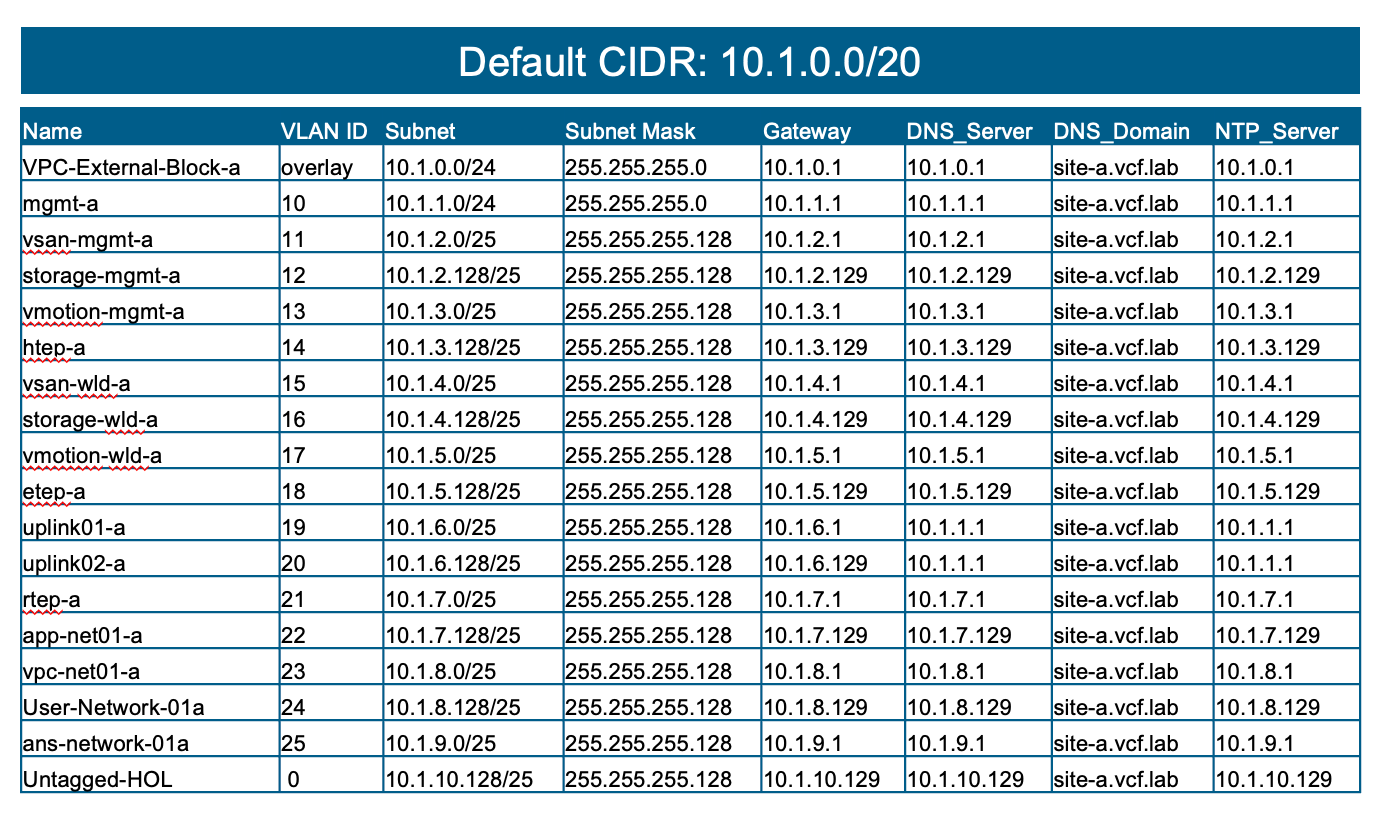 Default CIDR: 10.1.0.0/20
Name VLAN ID Subnet Subnet Mask Gateway DNS_Server DNS_Domain NTP_Server
VPC-External-Block-a overlay 10.1.0.0/24 255.255.255.0 10.1.0.1 10.1.0.1 site-a.vcf.lab 10.1.0.1
mgmt-a 10 10.1.1.0/24 255.255.255.0 10.1.1.1 10.1.1.1 site-a.vcf.lab 10.1.1.1
vsan-mgmt-a 11 10.1.2.0/25 255.255.255.128 10.1.2.1 10.1.2.1 site-a.vcf.lab 10.1.2.1
storage-mgmt-a 12 10.1.2.128/25 255.255.255.128 10.1.2.129 10.1.2.129 site-a.vcf.lab 10.1.2.129
vmotion-mgmt-a 13 10.1.3.0/25 255.255.255.128 10.1.3.1 10.1.3.1 site-a.vcf.lab 10.1.3.1
htep-a 14 10.1.3.128/25 255.255.255.128 10.1.3.129 10.1.3.129 site-a.vcf.lab 10.1.3.129
vsan-wld-a 15 10.1.4.0/25 255.255.255.128 10.1.4.1 10.1.4.1 site-a.vcf.lab 10.1.4.1
storage-wld-a 16 10.1.4.128/25 255.255.255.128 10.1.4.129 10.1.4.129 site-a.vcf.lab 10.1.4.129
vmotion-wld-a 17 10.1.5.0/25 255.255.255.128 10.1.5.1 10.1.5.1 site-a.vcf.lab 10.1.5.1
etep-a 18 10.1.5.128/25 255.255.255.128 10.1.5.129 10.1.5.129 site-a.vcf.lab 10.1.5.129
uplink01-a 19 10.1.6.0/25 255.255.255.128 10.1.6.1 10.1.1.1 site-a.vcf.lab 10.1.1.1
uplink02-a 20 10.1.6.128/25 255.255.255.128 10.1.6.129 10.1.1.1 site-a.vcf.lab 10.1.1.1
rtep-a 21 10.1.7.0/25 255.255.255.128 10.1.7.1 10.1.7.1 site-a.vcf.lab 10.1.7.1
app-net01-a 22 10.1.7.128/25 255.255.255.128 10.1.7.129 10.1.7.129 site-a.vcf.lab 10.1.7.129
vpc-net01-a 23 10.1.8.0/25 255.255.255.128 10.1.8.1 10.1.8.1 site-a.vcf.lab 10.1.8.1
User-Network-01a 24 10.1.8.128/25 255.255.255.128 10.1.8.129 10.1.8.129 site-a.vcf.lab 10.1.8.129
ans-network-01a 25 10.1.9.0/25 255.255.255.128 10.1.9.1 10.1.9.1 site-a.vcf.lab 10.1.9.1
Untagged-HOL 0 10.1.10.128/25 255.255.255.128 10.1.10.129 10.1.10.129 site-a.vcf.lab 10.1.10.129